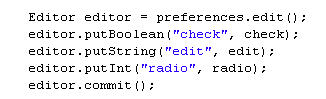 Editor editor = preferences.edit();
editor.putBoolean("check", check);
editor.putString("edit", edit);
editor.putInt("radio", radio);
editor.commit();